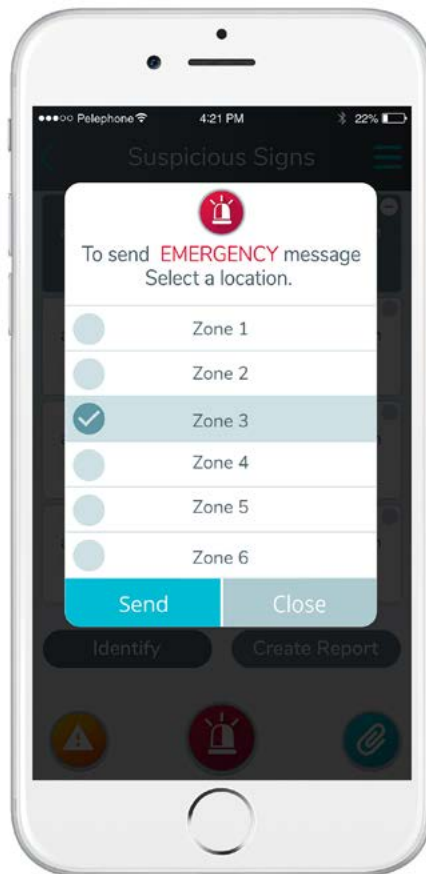 Pelephone 4:21 PM 22%
Suspicious Signs
To send EMERGENCY message
Select a location.
Zone 1
Zone 2
Zone 3
Zone 4
Zone 5
Zone 6
Send Close
Identify Create Report